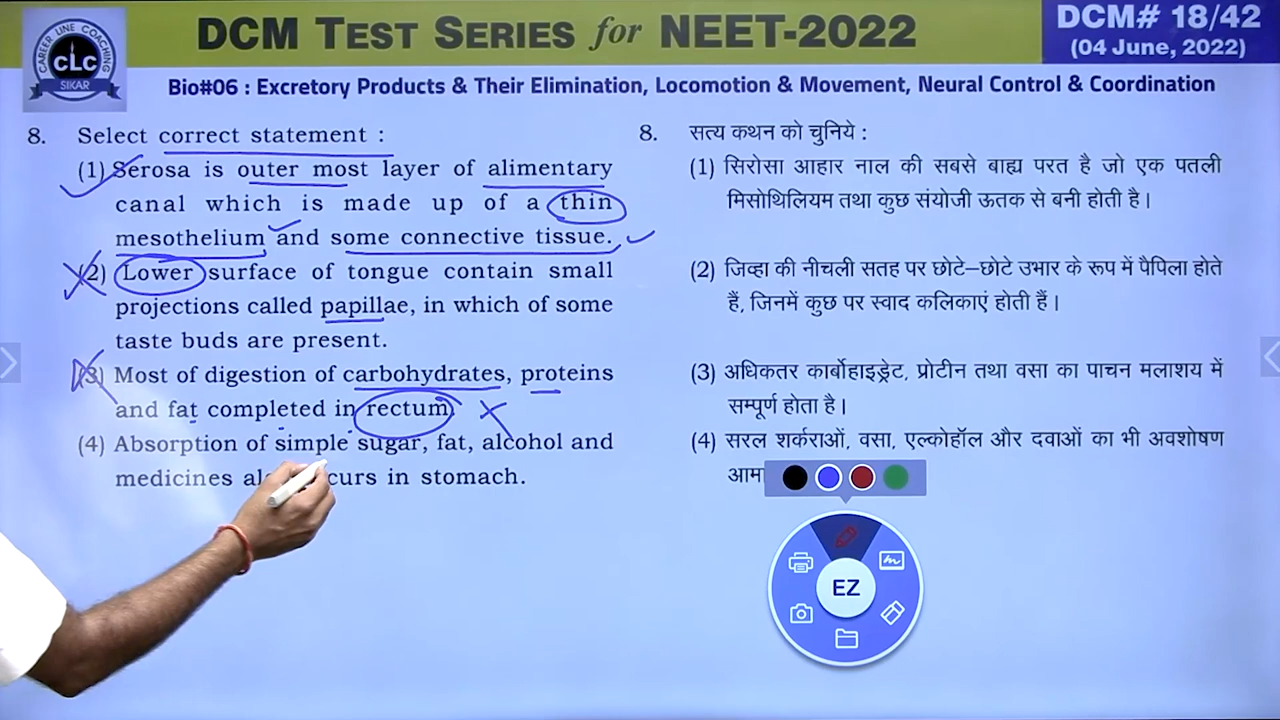 CAREER LINE COACHING
CLC
SIKAR
DCM TEST SERIES for NEET-2022
DCM# 18/42
(04 June, 2022)
Bio#06 : Excretory Products & Their Elimination, Locomotion & Movement, Neural Control & Coordination
8. Select correct statement :
(1) Serosa is outer most layer of alimentary
canal which is made up of a thin
mesothelium and some connective tissue.
(2) Lower surface of tongue contain small
projections called papillae, in which of some
taste buds are present.
(3) Most of digestion of carbohydrates, proteins
and fat completed in rectum.
(4) Absorption of simple sugar, fat, alcohol and
medicines occurs in stomach.
8. सत्य कथन को चुनिये :
(1) सिरोसा आहार नाल की सबसे बाह्य परत है जो एक पतली
मिसोथिलियम तथा कुछ संयोजी ऊतक से बनी होती है।
(2) जिव्हा की नीचली सतह पर छोटे–छोटे उभार के रूप में पैपिला होते
हैं, जिनमें कुछ पर स्वाद कलिकाएं होती हैं।
(3) अधिकतर कार्बोहाइड्रेट, प्रोटीन तथा वसा का पाचन मलाशय में
सम्पूर्ण होता है।
(4) सरल शर्कराओं, वसा, एल्कोहॉल और दवाओं का भी अवशोषण
EZ